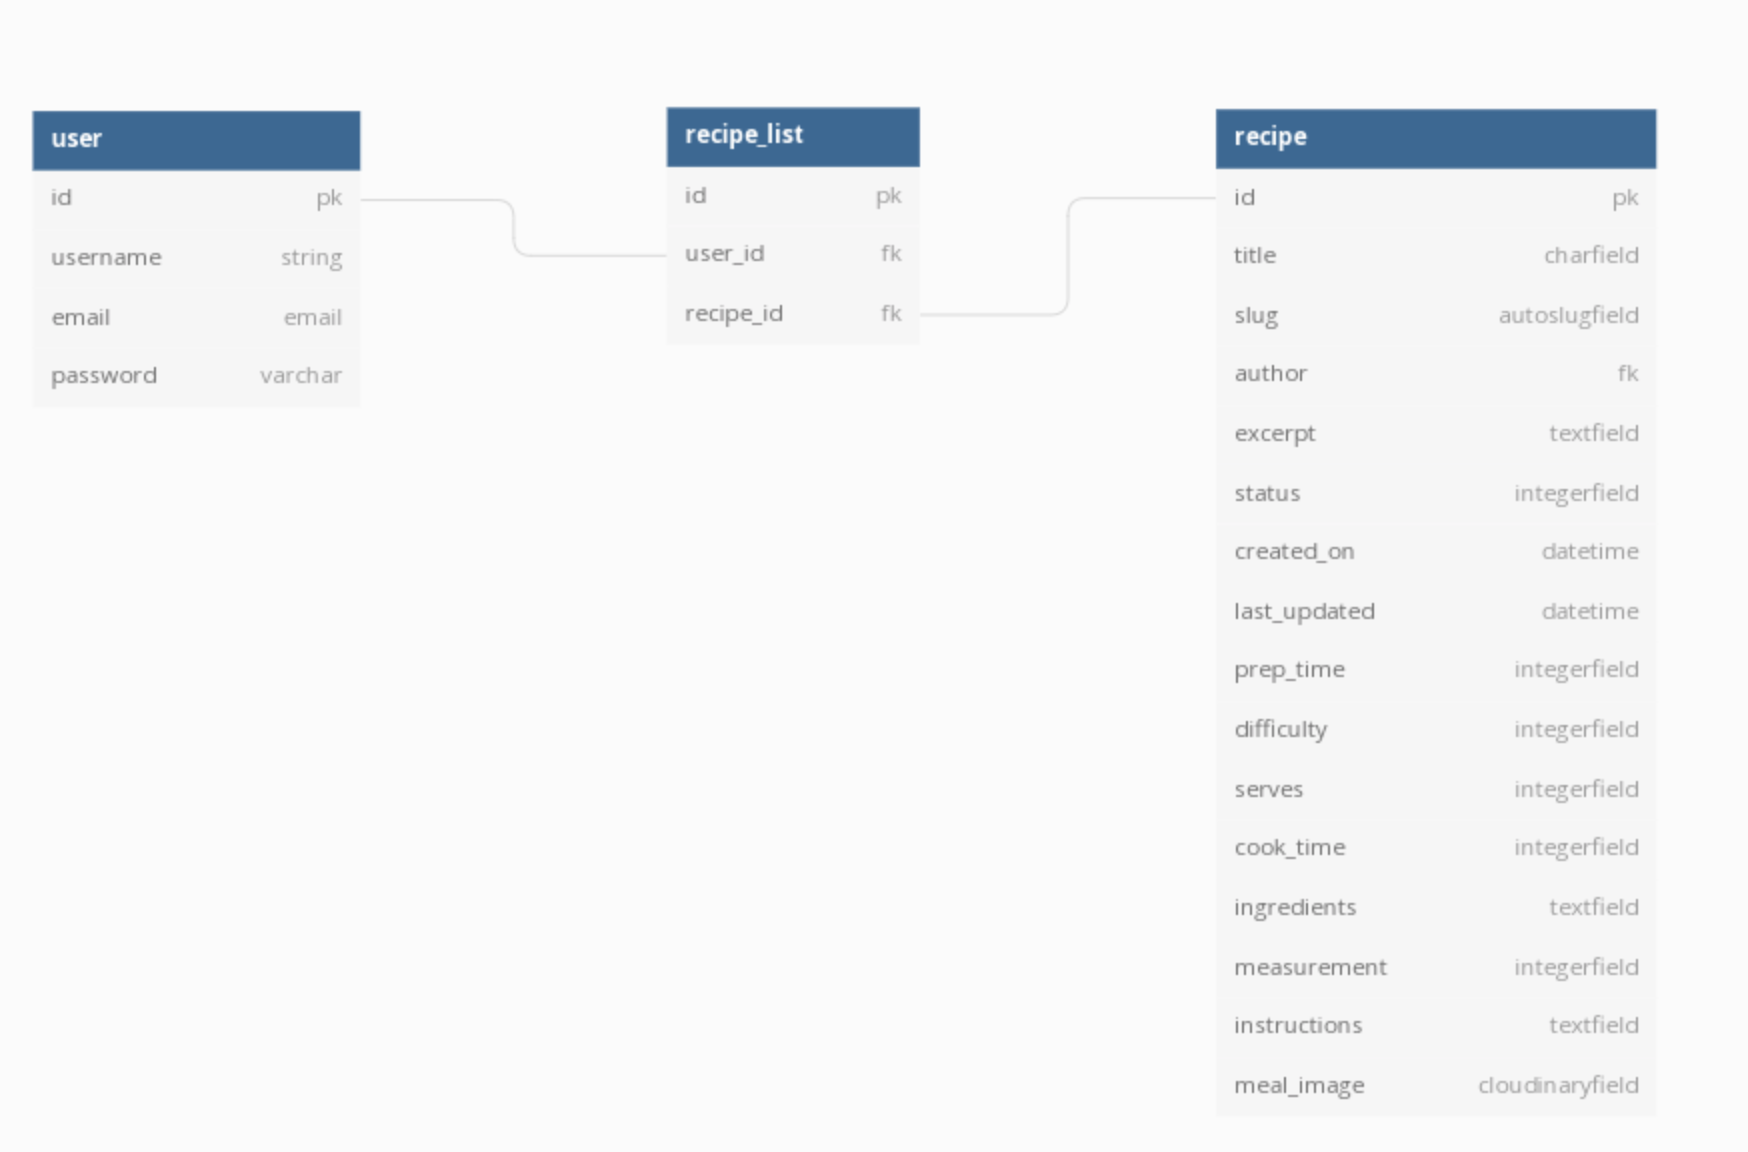 user
id pk
username string
email email
password varchar
recipe_list
id pk
user_id fk
recipe_id fk
recipe
id pk
title charfield
slug autoslugfield
author fk
excerpt textfield
status integerfield
created_on datetime
last_updated datetime
prep_time integerfield
difficulty integerfield
serves integerfield
cook_time integerfield
ingredients textfield
measurement integerfield
instructions textfield
meal_image cloudinaryfield